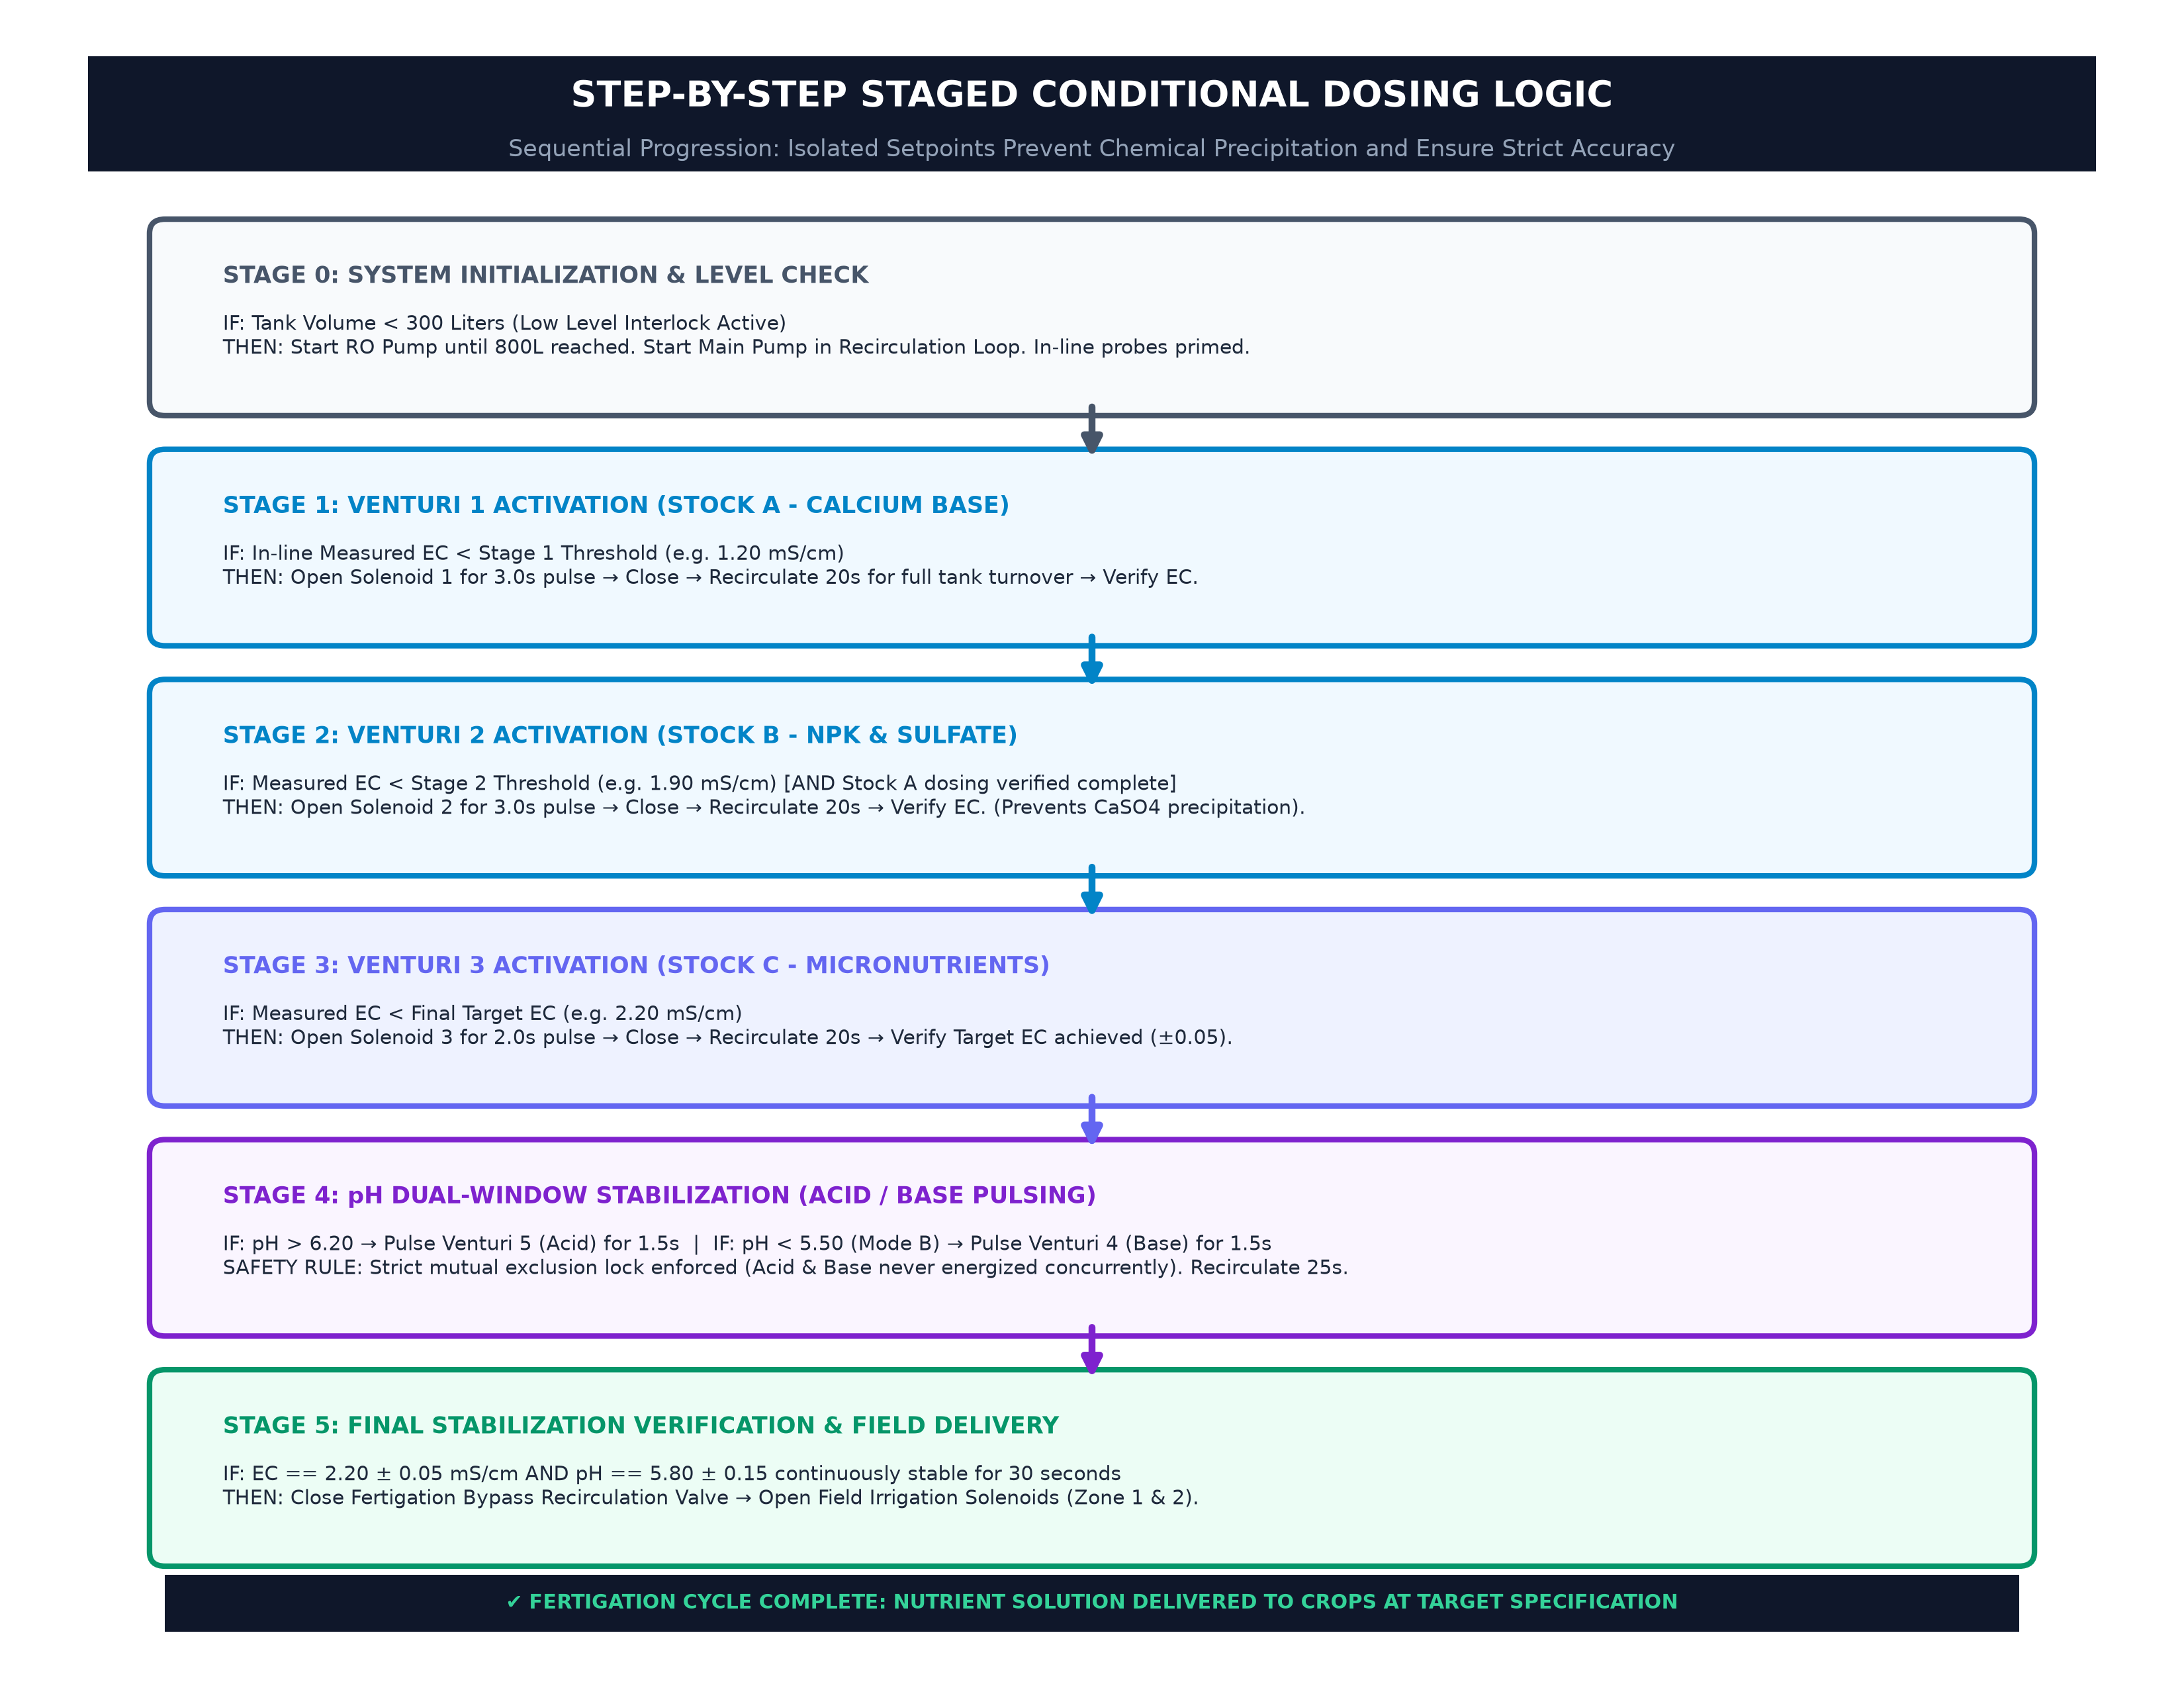 STEP-BY-STEP STAGED CONDITIONAL DOSING LOGIC
Sequential Progression: Isolated Setpoints Prevent Chemical Precipitation and Ensure Strict Accuracy
STAGE 0: SYSTEM INITIALIZATION & LEVEL CHECK
IF: Tank Volume < 300 Liters (Low Level Interlock Active)
THEN: Start RO Pump until 800L reached. Start Main Pump in Recirculation Loop. In-line probes primed.
STAGE 1: VENTURI 1 ACTIVATION (STOCK A - CALCIUM BASE)
IF: In-line Measured EC < Stage 1 Threshold (e.g. 1.20 mS/cm)
THEN: Open Solenoid 1 for 3.0s pulse → Close → Recirculate 20s for full tank turnover → Verify EC.
STAGE 2: VENTURI 2 ACTIVATION (STOCK B - NPK & SULFATE)
IF: Measured EC < Stage 2 Threshold (e.g. 1.90 mS/cm) [AND Stock A dosing verified complete]
THEN: Open Solenoid 2 for 3.0s pulse → Close → Recirculate 20s → Verify EC. (Prevents CaSO4 precipitation).
STAGE 3: VENTURI 3 ACTIVATION (STOCK C - MICRONUTRIENTS)
IF: Measured EC < Final Target EC (e.g. 2.20 mS/cm)
THEN: Open Solenoid 3 for 2.0s pulse → Close → Recirculate 20s → Verify Target EC achieved (±0.05).
STAGE 4: pH DUAL-WINDOW STABILIZATION (ACID / BASE PULSING)
IF: pH > 6.20 → Pulse Venturi 5 (Acid) for 1.5s | IF: pH < 5.50 (Mode B) → Pulse Venturi 4 (Base) for 1.5s
SAFETY RULE: Strict mutual exclusion lock enforced (Acid & Base never energized concurrently). Recirculate 25s.
STAGE 5: FINAL STABILIZATION VERIFICATION & FIELD DELIVERY
IF: EC == 2.20 ± 0.05 mS/cm AND pH == 5.80 ± 0.15 continuously stable for 30 seconds
THEN: Close Fertigation Bypass Recirculation Valve → Open Field Irrigation Solenoids (Zone 1 & 2).
✔ FERTIGATION CYCLE COMPLETE: NUTRIENT SOLUTION DELIVERED TO CROPS AT TARGET SPECIFICATION